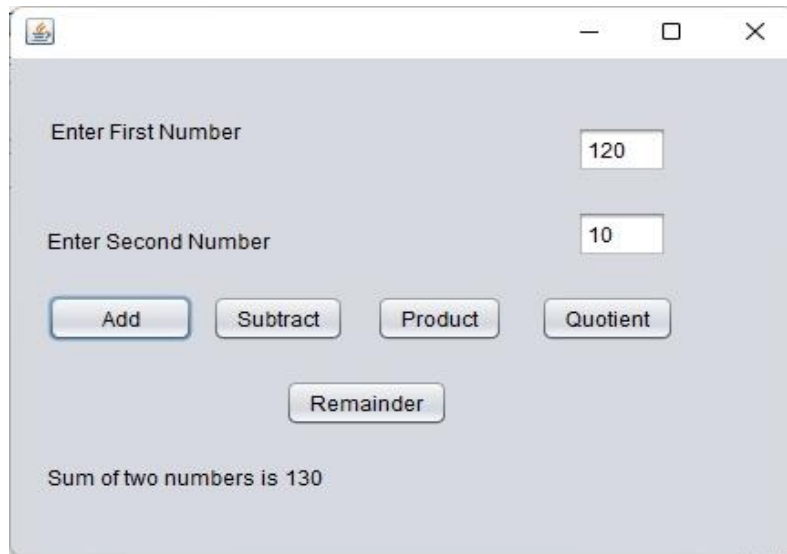 Enter First Number
120
Enter Second Number
10
Add Subtract Product Quotient
Remainder
Sum of two numbers is 130